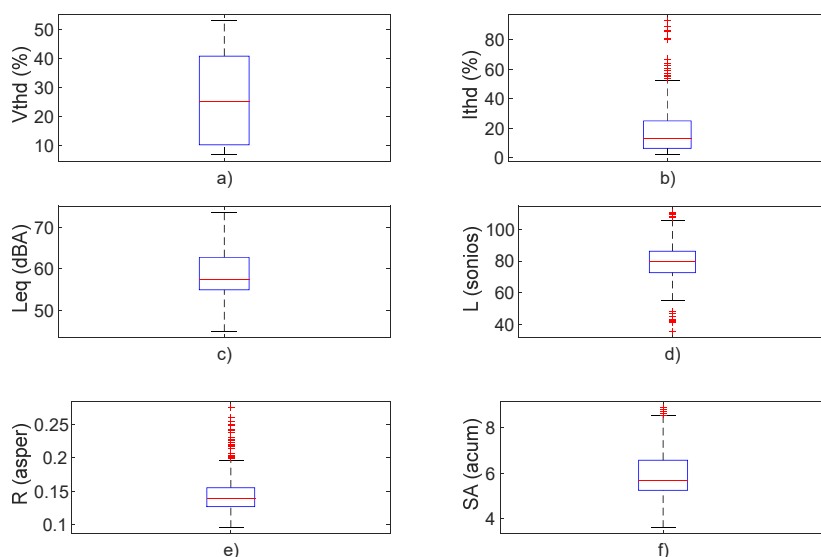 Vthd (%)
50
40
30
20
10
a)
Ithd (%)
80
60
40
20
0
b)
Leq (dBA)
70
60
50
c)
L (sonios)
100
80
60
40
d)
R (asper)
0.25
0.2
0.15
0.1
e)
SA (acum)
8
6
4
f)